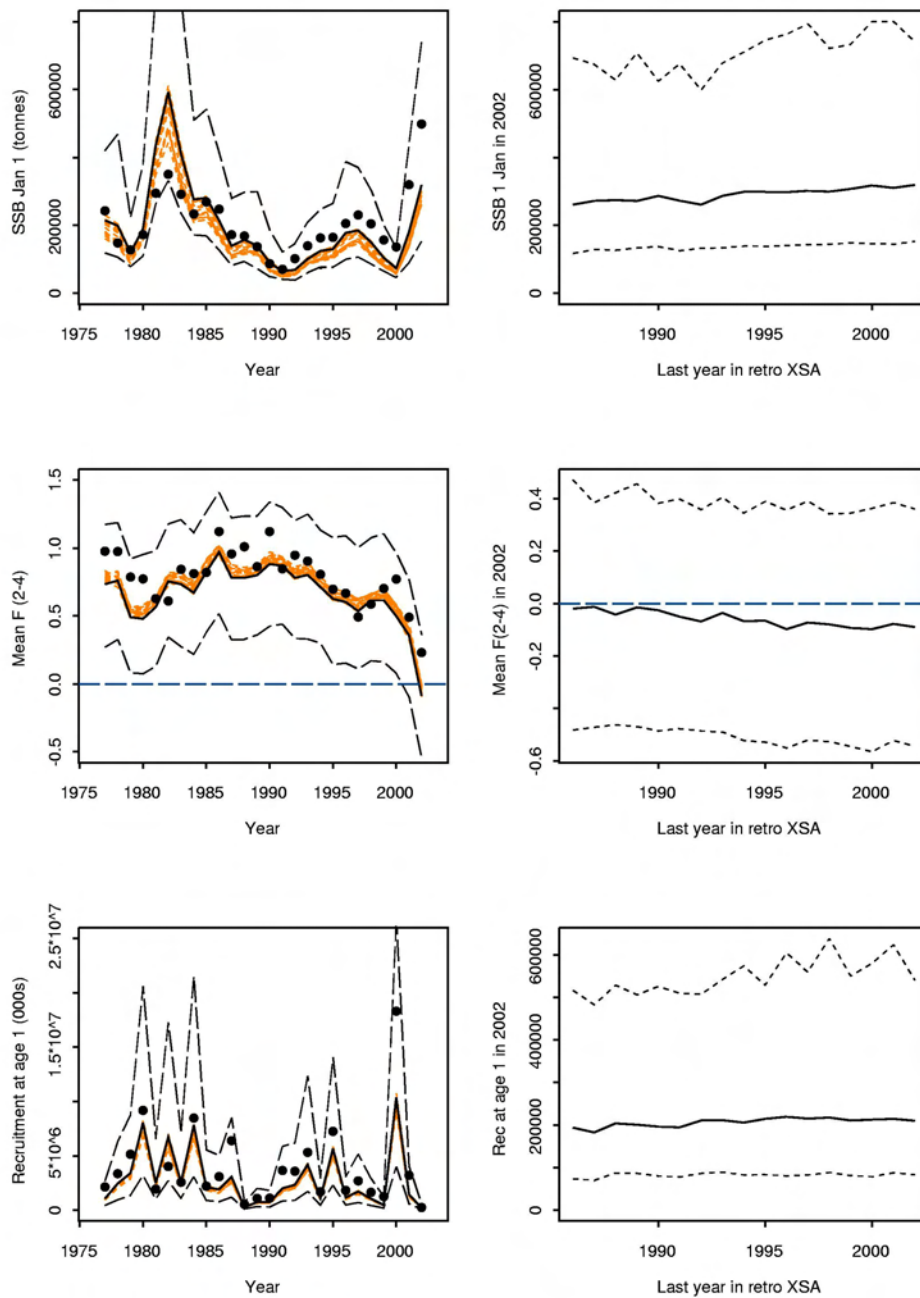 SSB Jan 1 (tonnes)
0 200000 600000
1975 1980 1985 1990 1995 2000
Year
SSB 1 Jan in 2002
0 200000 600000
1990 1995 2000
Last year in retro XSA
Mean F (2-4)
-0.5 0.0 0.5 1.0 1.5
1975 1980 1985 1990 1995 2000
Year
Mean F(2-4) in 2002
-0.6 -0.2 0.0 0.2 0.4
1990 1995 2000
Last year in retro XSA
Recruitment at age 1 (000s)
0 5*10^6 1.5*10^7 2.5*10^7
1975 1980 1985 1990 1995 2000
Year
Rec at age 1 in 2002
0 200000 400000 600000
1990 1995 2000
Last year in retro XSA